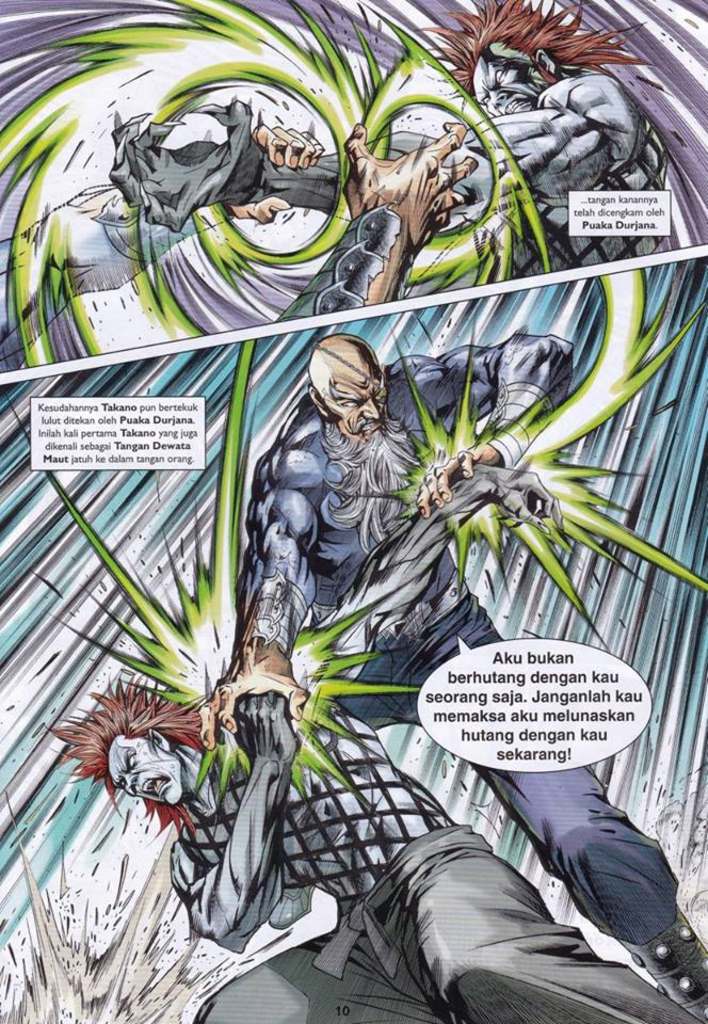 ...tangan kanannya
telah dicengkam oleh
Puaka Durjana.
Kesudahannya Takano pun bertekuk
lulut ditekan oleh Puaka Durjana.
Inilah kali pertama Takano yang juga
dikenali sebagai Tangan Dewata
Maut jatuh ke dalam tangan orang.
Aku bukan
berhutang dengan kau
seorang saja. Janganlah kau
memaksa aku melunaskan
hutang dengan kau
sekarang!
10